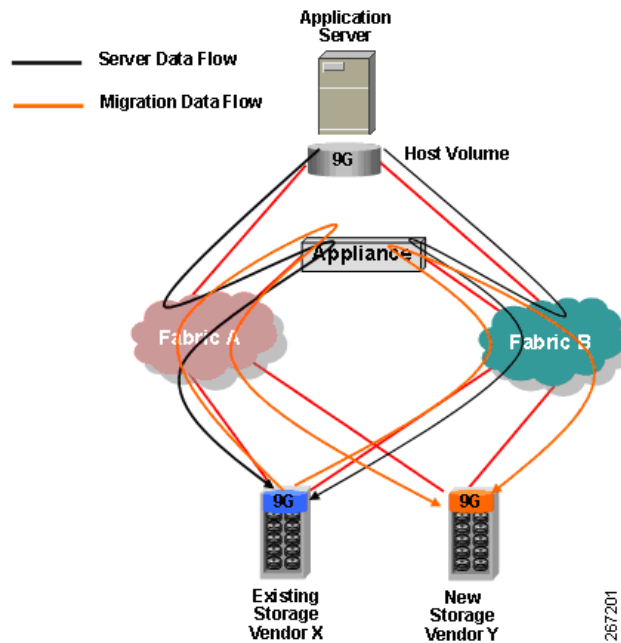 Application
Server
Server Data Flow
Migration Data Flow
9G
Host Volume
Appliance
Fabric A
Fabric B
9G
9G
Existing
Storage
Vendor X
New
Storage
Vendor Y
267201